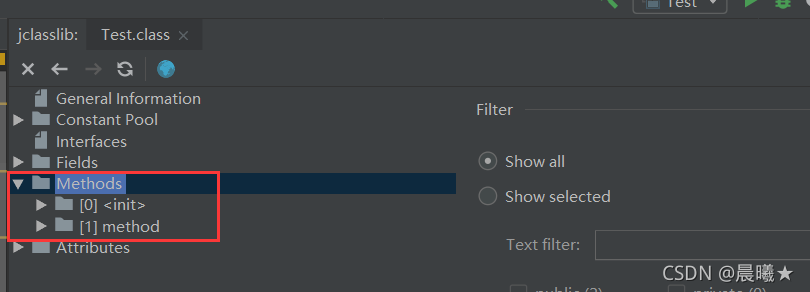 Test
jclasslib: Test.class
General Information
Constant Pool
Interfaces
Fields
Methods
[0] <init>
[1] method
Attributes
Filter
Show all
Show selected
Text filter:
CSDN @晨曦★